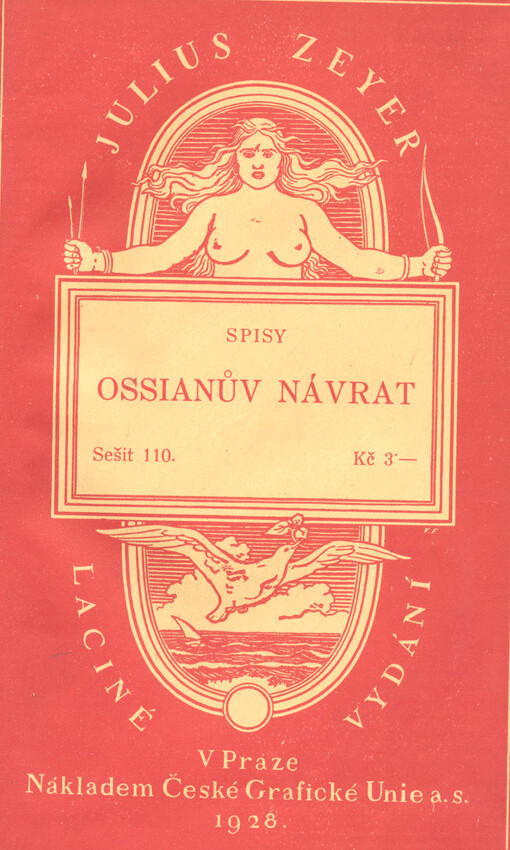 JULIUS ZEYER
SPISY
OSSIANŮV NÁVRAT
Sešit 110. Kč 3·—
LACINÉ VYDÁNÍ
V Praze
Nákladem České Grafické Unie a. s.
1928.